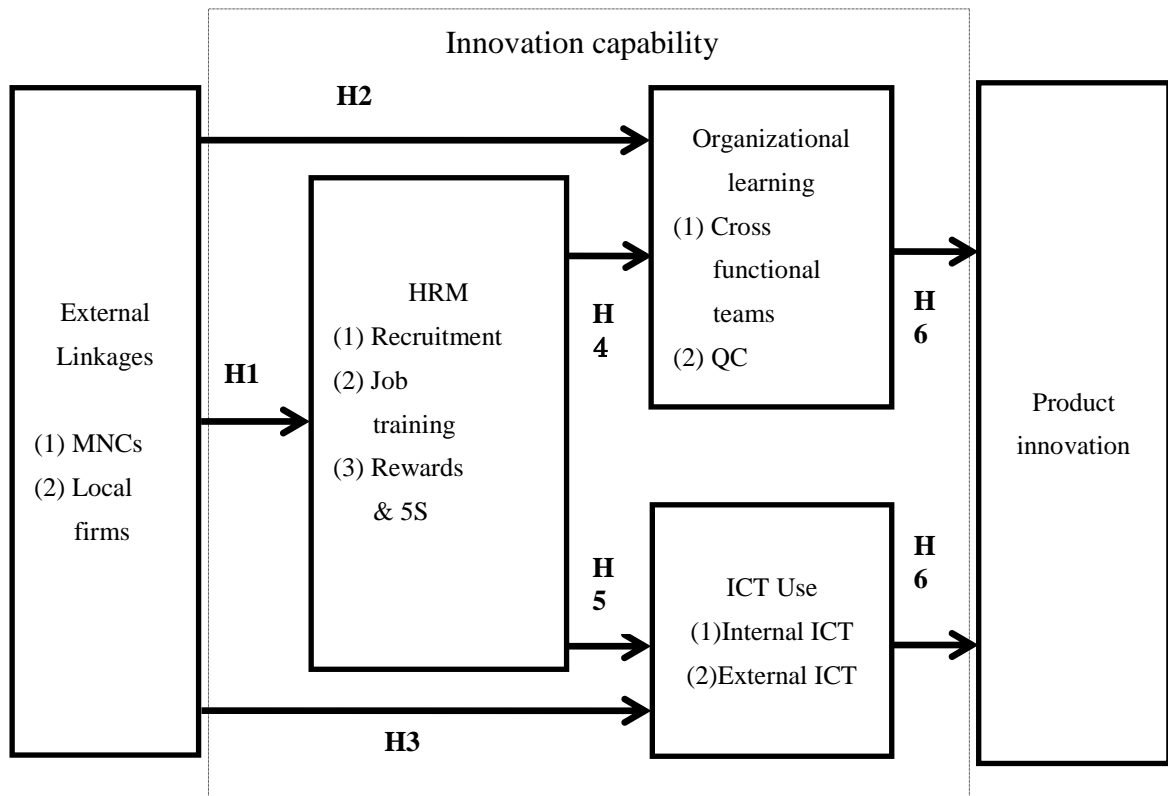 Innovation capability
External
Linkages
(1) MNCs
(2) Local
firms
H1
H2
H3
HRM
(1) Recruitment
(2) Job
training
(3) Rewards
& 5S
H
4
H
5
Organizational
learning
(1) Cross
functional
teams
(2) QC
ICT Use
(1)Internal ICT
(2)External ICT
H
6
H
6
Product
innovation